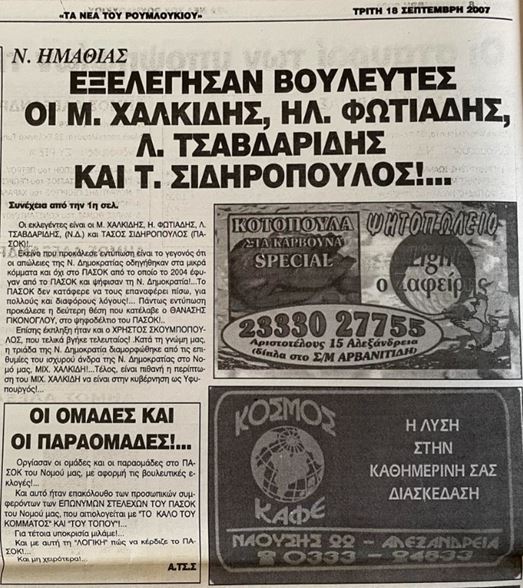 «ΤΑ ΝΕΑ ΤΟΥ ΡΟΥΜΛΟΥΚΙΟΥ»
ΤΡΙΤΗ 18 ΣΕΠΤΕΜΒΡΗ 2007
Ν. ΗΜΑΘΙΑΣ
ΕΞΕΛΕΓΗΣΑΝ ΒΟΥΛΕΥΤΕΣ
ΟΙ Μ. ΧΑΛΚΙΔΗΣ, ΗΛ. ΦΩΤΙΑΔΗΣ,
Λ. ΤΣΑΒΔΑΡΙΔΗΣ
ΚΑΙ Τ. ΣΙΔΗΡΟΠΟΥΛΟΣ!...
Συνέχεια από την 1η σελ.
Οι εκλεγέντες είναι οι Μ. ΧΑΛΚΙΔΗΣ, Η. ΦΩΤΙΑΔΗΣ, Λ.
ΤΣΑΒΔΑΡΙΔΗΣ, (Ν.Δ.) και ΤΑΣΟΣ ΣΙΔΗΡΟΠΟΥΛΟΣ (ΠΑ-
ΣΟΚ)!..
Εκείνο που προκάλεσε εντύπωση είναι το γεγονός ότι
οι απώλειες της Ν. Δημοκρατίας οδηγήθηκαν στα μικρά
κόμματα και όχι στο ΠΑΣΟΚ από το οποίο το 2004 έφυ-
γαν από το ΠΑΣΟΚ και ψήφισαν τη Ν. Δημοκρατία!...Το
ΠΑΣΟΚ δεν κατάφερε να τους επαναφέρει πίσω, για
πολλούς και διαφόρους λόγους!... Πάντως εντύπωση
προκάλεσε η δεύτερη θέση που κατέλαβε ο ΘΑΝΑΣΗΣ
ΓΙΚΟΝΟΓΛΟΥ, στο ψηφοδέλτιο του ΠΑΣΟΚ!...
Επίσης έκπληξη ήταν και ο ΧΡΗΣΤΟΣ ΣΚΟΥΜΠΟΠΟΥ-
ΛΟΣ, που τελικά βγήκε τελευταίος!..Κατά τη γνώμη μας,
η τριάδα της Ν. Δημοκρατία διαμορφώθηκε από τις επι-
θυμίες του ισχυρού άνδρα της Ν. Δημοκρατίας στο Νο-
μό μας, ΜΙΧ. ΧΑΛΚΙΔΗ!...Τέλος, είναι πιθανή η περίπτω-
ση του ΜΙΧ. ΧΑΛΚΙΔΗ να είναι στην κυβέρνηση ως Υφυ-
πουργός!...
ΟΙ ΟΜΑΔΕΣ ΚΑΙ
ΟΙ ΠΑΡΑΟΜΑΔΕΣ!...
Οργίασαν οι ομάδες και οι παραομάδες στο ΠΑ-
ΣΟΚ του Νομού μας, με αφορμή τις βουλευτικές ε-
κλογές!...
Και αυτό ήταν επακόλουθο των προσωπικών συμ-
φερόντων των ΕΠΩΝΥΜΩΝ ΣΤΕΛΕΧΩΝ ΤΟΥ ΠΑΣΟΚ
του Νομού μας, που απολογείται με "ΤΟ ΚΑΛΟ ΤΟΥ
ΚΟΜΜΑΤΟΣ" ΚΑΙ "ΤΟΥ ΤΟΠΟΥ"!...
Για τέτοια υποκρισία μιλάμε!...
Και με αυτή τη "ΛΟΓΙΚΗ" πώς να κέρδιζε το ΠΑ-
ΣΟΚ!...
Και μη χειρότερα!...
Α.ΤΣ.Σ
ΚΟΤΟΠΟΥΛΑ
ΣΤΑ ΚΑΡΒΟΥΝΑ
SPECIAL
ΨΗΤΟΠΩΛΕΙΟ
ο Ζαφείρης
23330 27755
Αριστοτέλους 15 Αλεξάνδρεια
(δίπλα στο Σ/Μ ΑΡΒΑΝΙΤΙΔΗ)
ΚΟΣΜΟΣ
ΚΑΦΕ
Η ΛΥΣΗ
ΣΤΗΝ
ΚΑΘΗΜΕΡΙΝΗ ΣΑΣ
ΔΙΑΣΚΕΔΑΣΗ
ΝΑΟΥΣΗΣ 22 - ΑΛΕΞΑΝΔΡΕΙΑ
0333 - 24833